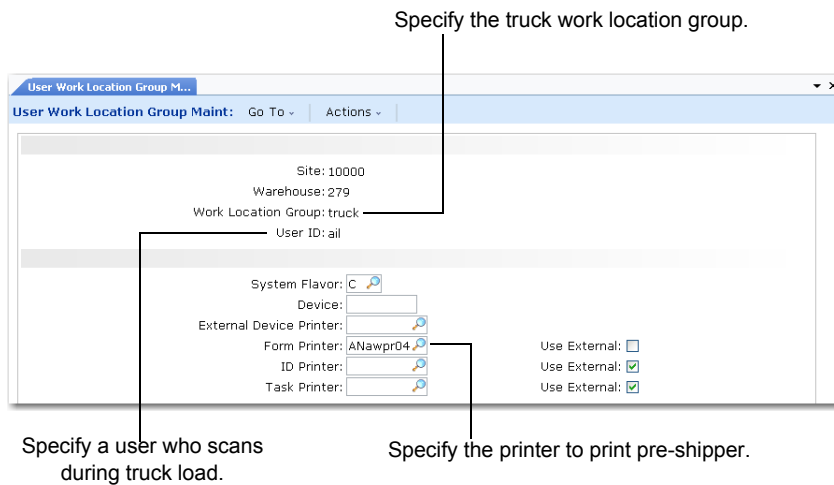 Specify the truck work location group.
User Work Location Group M...
User Work Location Group Maint: Go To Actions
Site: 10000
Warehouse: 279
Work Location Group: truck
User ID: ail
System Flavor: C
Device:
External Device Printer:
Form Printer: ANawpr04 Use External:
ID Printer: Use External:
Task Printer: Use External:
Specify a user who scans
during truck load.
Specify the printer to print pre-shipper.